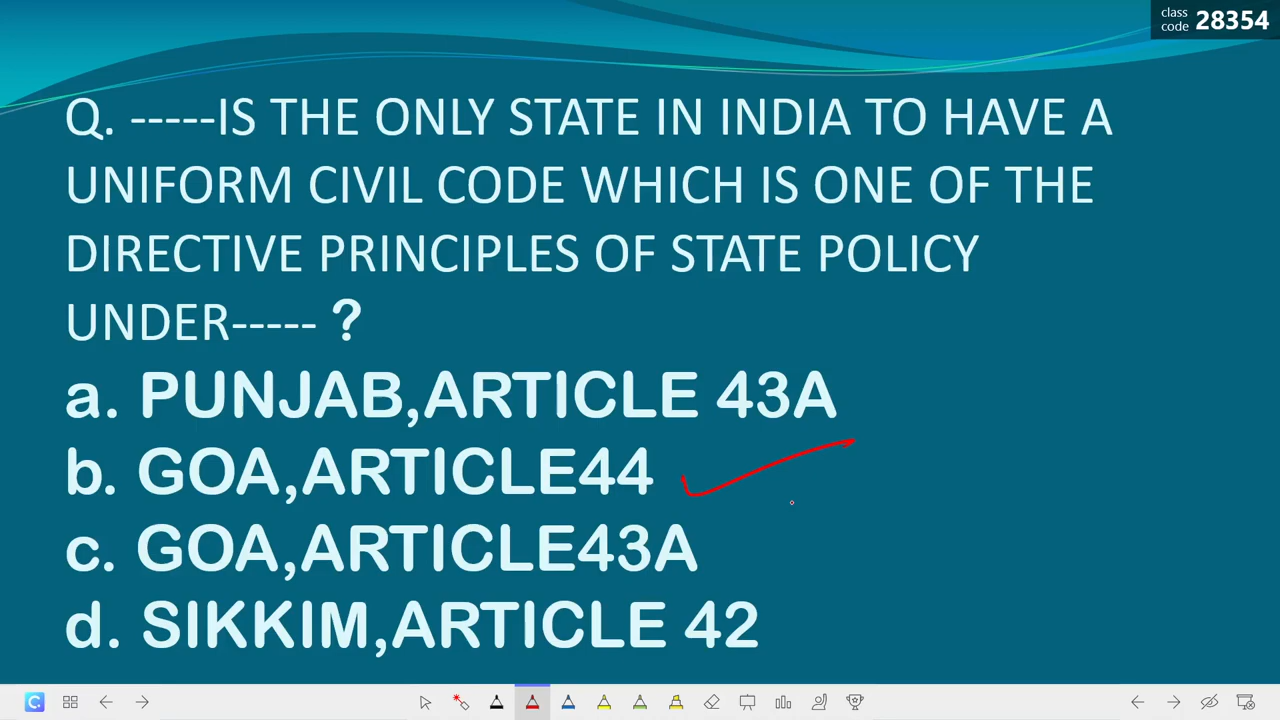 class
code 28354
Q. -----IS THE ONLY STATE IN INDIA TO HAVE A
UNIFORM CIVIL CODE WHICH IS ONE OF THE
DIRECTIVE PRINCIPLES OF STATE POLICY
UNDER----- ?
a. PUNJAB,ARTICLE 43A
b. GOA,ARTICLE44
c. GOA,ARTICLE43A
d. SIKKIM,ARTICLE 42